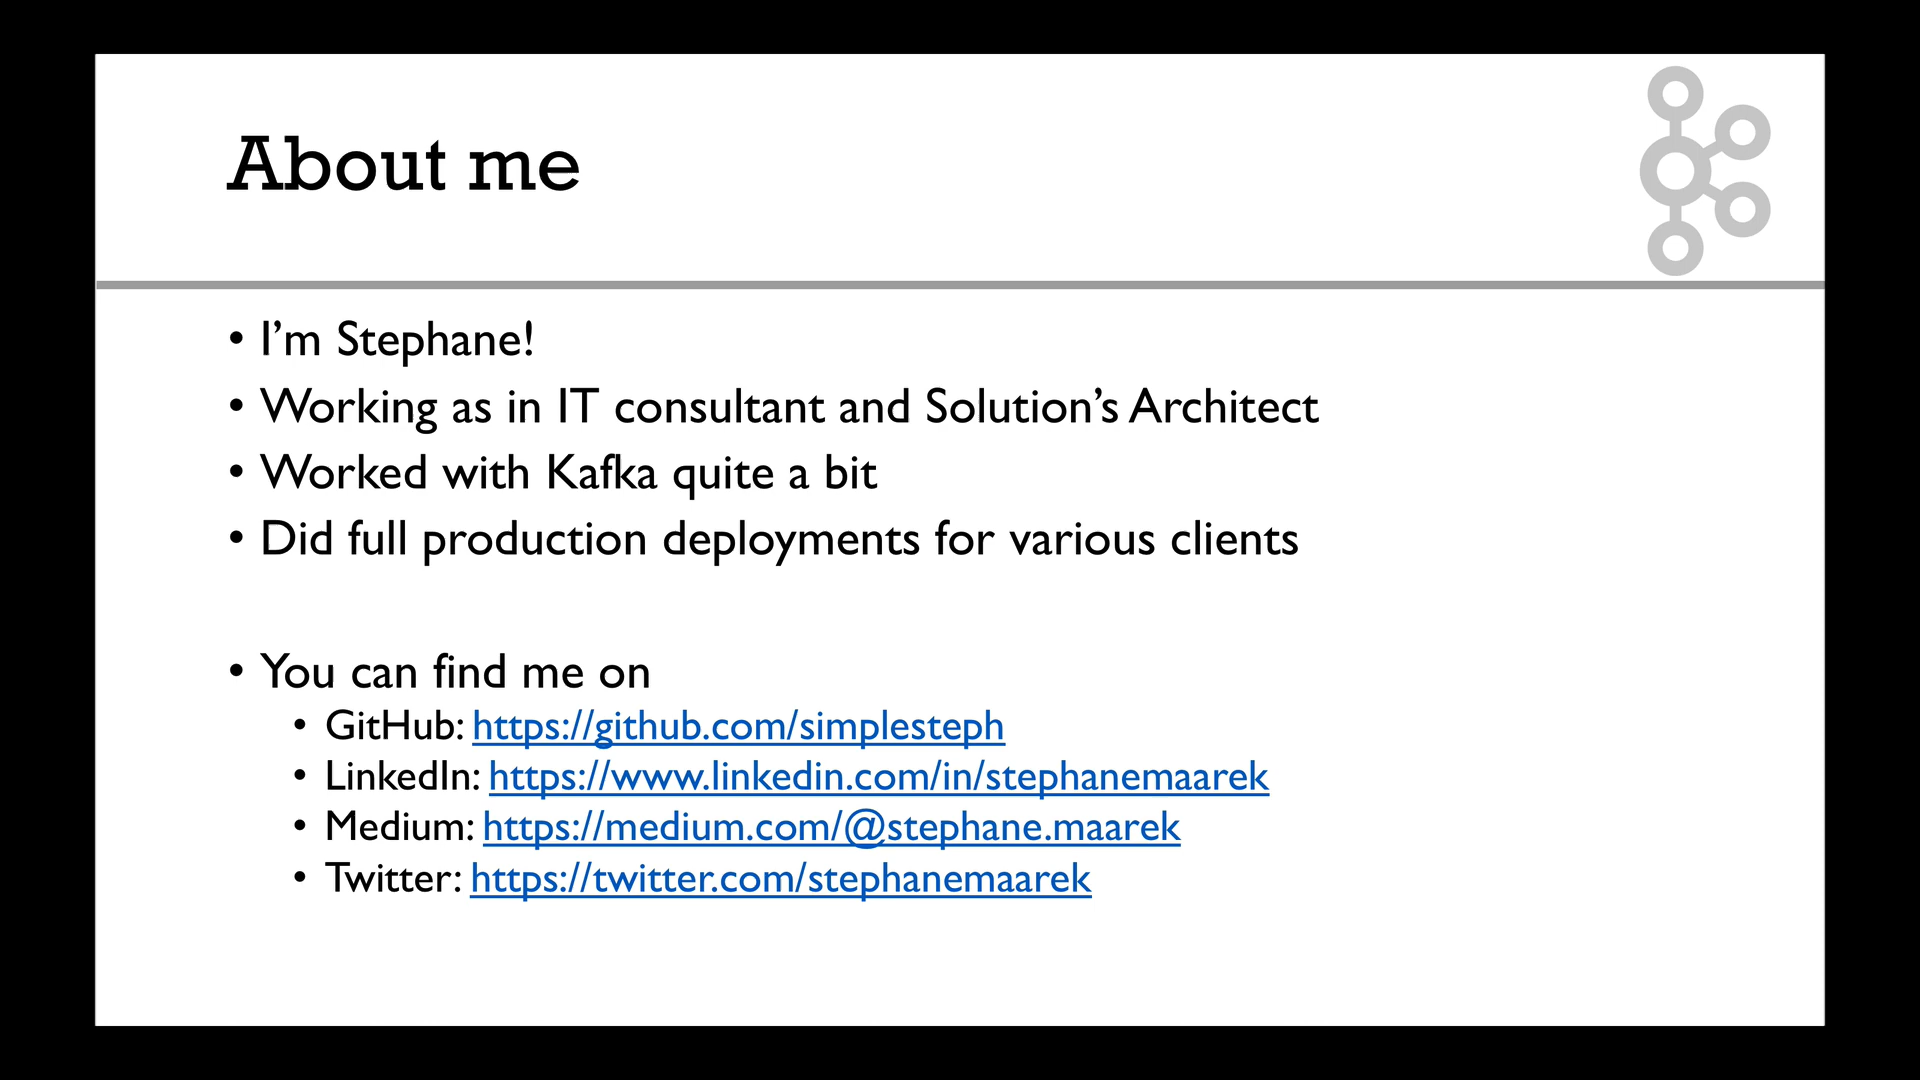 About me
• I’m Stephane!
• Working as in IT consultant and Solution’s Architect
• Worked with Kafka quite a bit
• Did full production deployments for various clients
• You can find me on
• GitHub: https://github.com/simplesteph
• LinkedIn: https://www.linkedin.com/in/stephanemaarek
• Medium: https://medium.com/@stephane.maarek
• Twitter: https://twitter.com/stephanemaarek